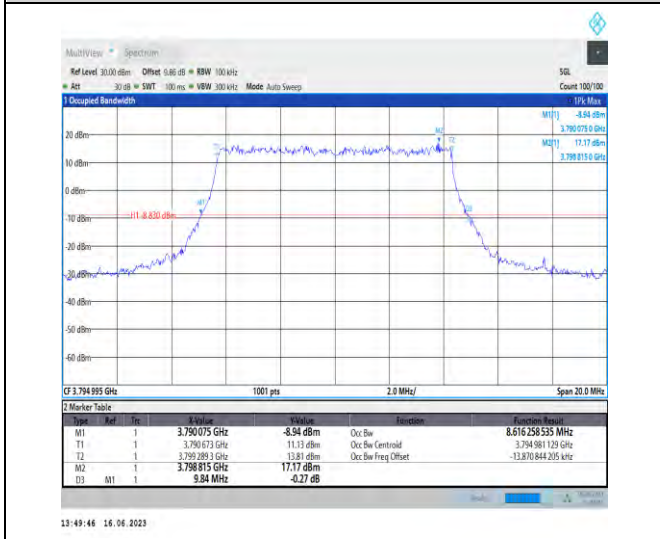 MultiView Spectrum
Ref Level 30.00 dBm Offset 0.86 dB RBW 100 kHz SGL
Att 30 dB SWT 100 ms VBW 300 kHz Mode Auto Sweep Count 100/100
1 Occupied Bandwidth 1Pk Max
M1[1] -8.94 dBm
3.790 075 0 GHz
M2[1] 17.17 dBm
3.798 815 0 GHz
20 dBm
M2
T1
T2
10 dBm
0 dBm
M1
D3
-10 dBm
H1 -8.830 dBm
-20 dBm
-30 dBm
-40 dBm
-50 dBm
-60 dBm
CF 3.794 995 GHz 1001 pts 2.0 MHz/ Span 20.0 MHz
2 Marker Table
Type Ref Trc X-Value Y-Value Function Function Result
M1 1 3.790 075 GHz -8.94 dBm Occ Bw 8.616 258 535 MHz
T1 1 3.790 673 GHz 11.13 dBm Occ Bw Centroid 3.794 981 129 GHz
T2 1 3.799 289 3 GHz 13.81 dBm Occ Bw Freq Offset -13.870 844 205 kHz
M2 1 3.798 815 GHz 17.17 dBm
D3 M1 1 9.84 MHz -0.27 dB
13:49:46 16.06.2023